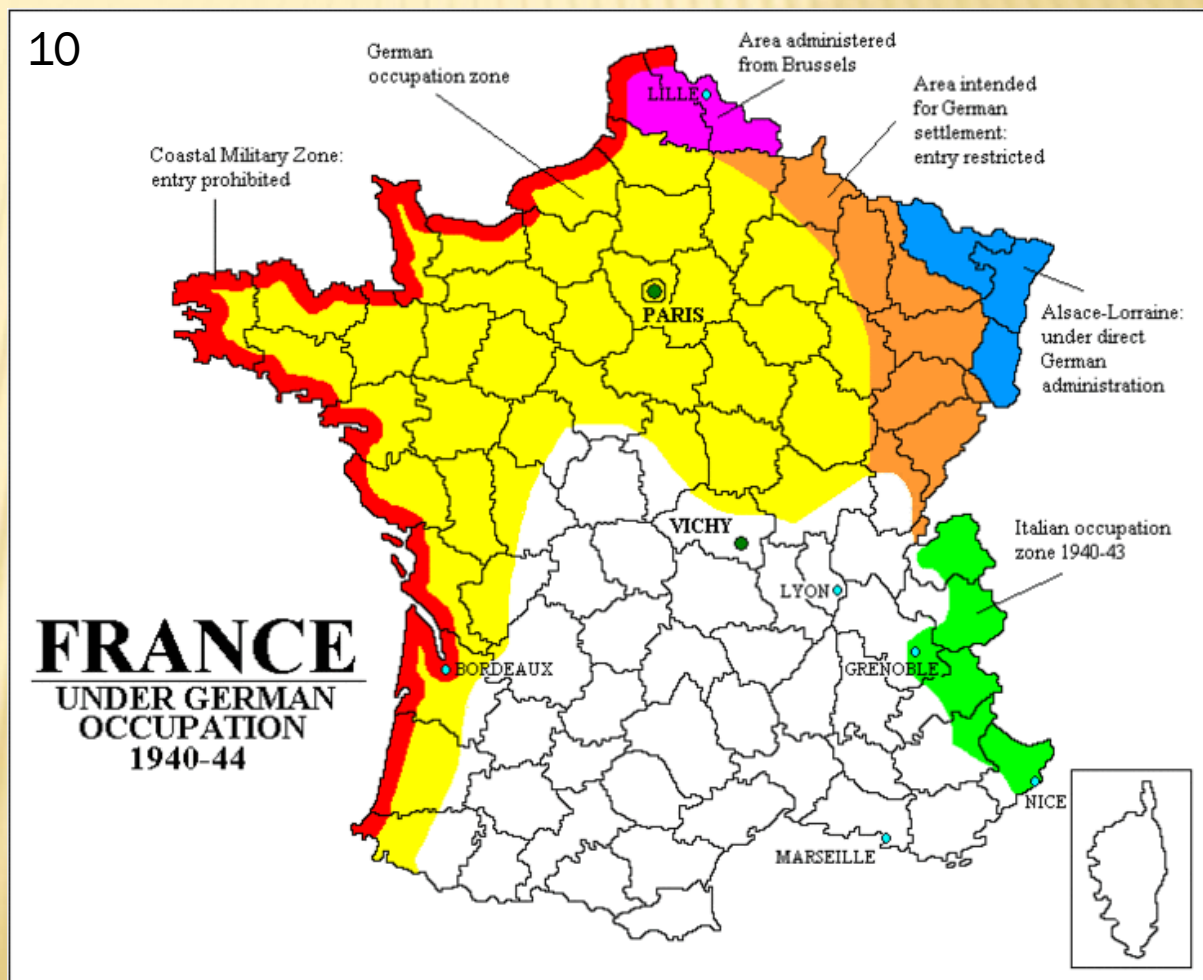 10
German
occupation zone
Area administered
from Brussels
LILLE
Area intended
for German
settlement:
entry restricted
Coastal Military Zone:
entry prohibited
PARIS
Alsace-Lorraine:
under direct
German
administration
VICHY
Italian occupation
zone 1940-43
LYON
FRANCE
UNDER GERMAN
OCCUPATION
1940-44
BORDEAUX
GRENOBLE
NICE
MARSEILLE